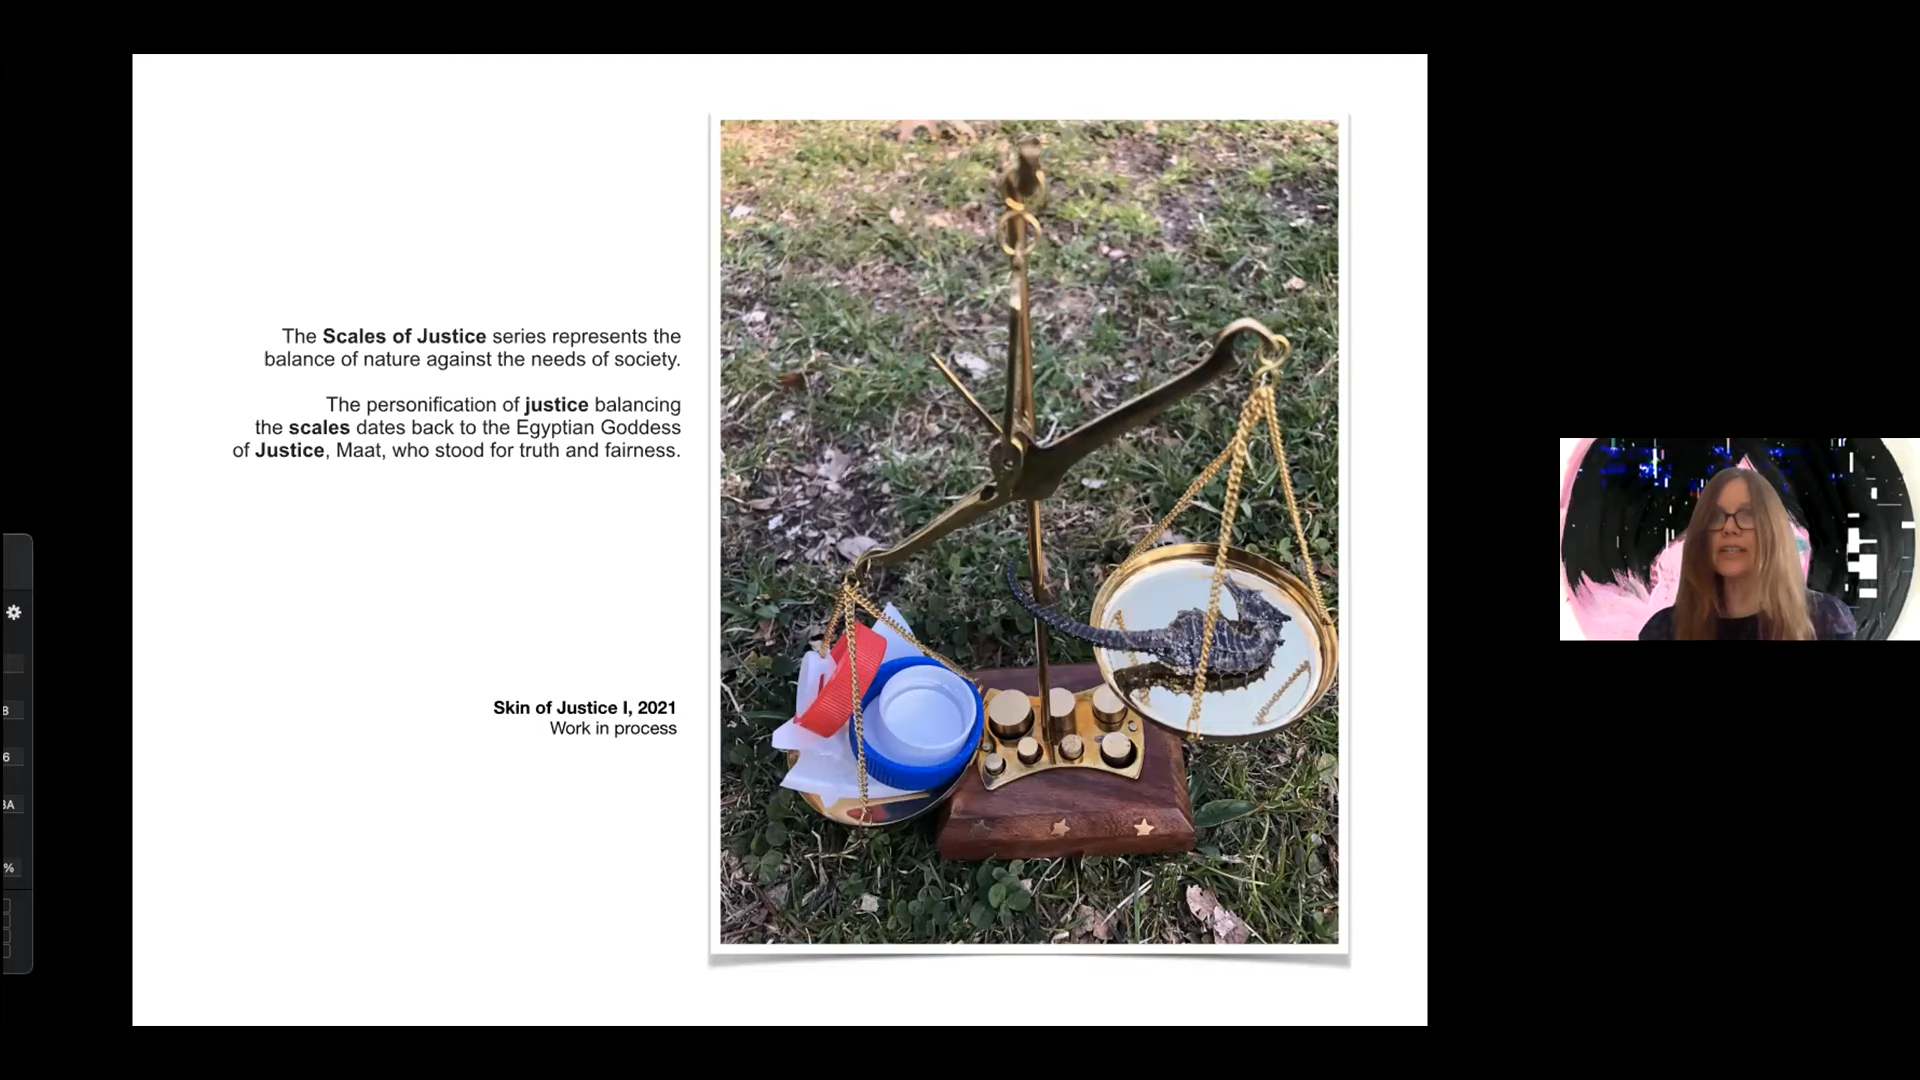 The Scales of Justice series represents the
balance of nature against the needs of society.
The personification of justice balancing
the scales dates back to the Egyptian Goddess
of Justice, Maat, who stood for truth and fairness.
Skin of Justice I, 2021
Work in process
8
6
%